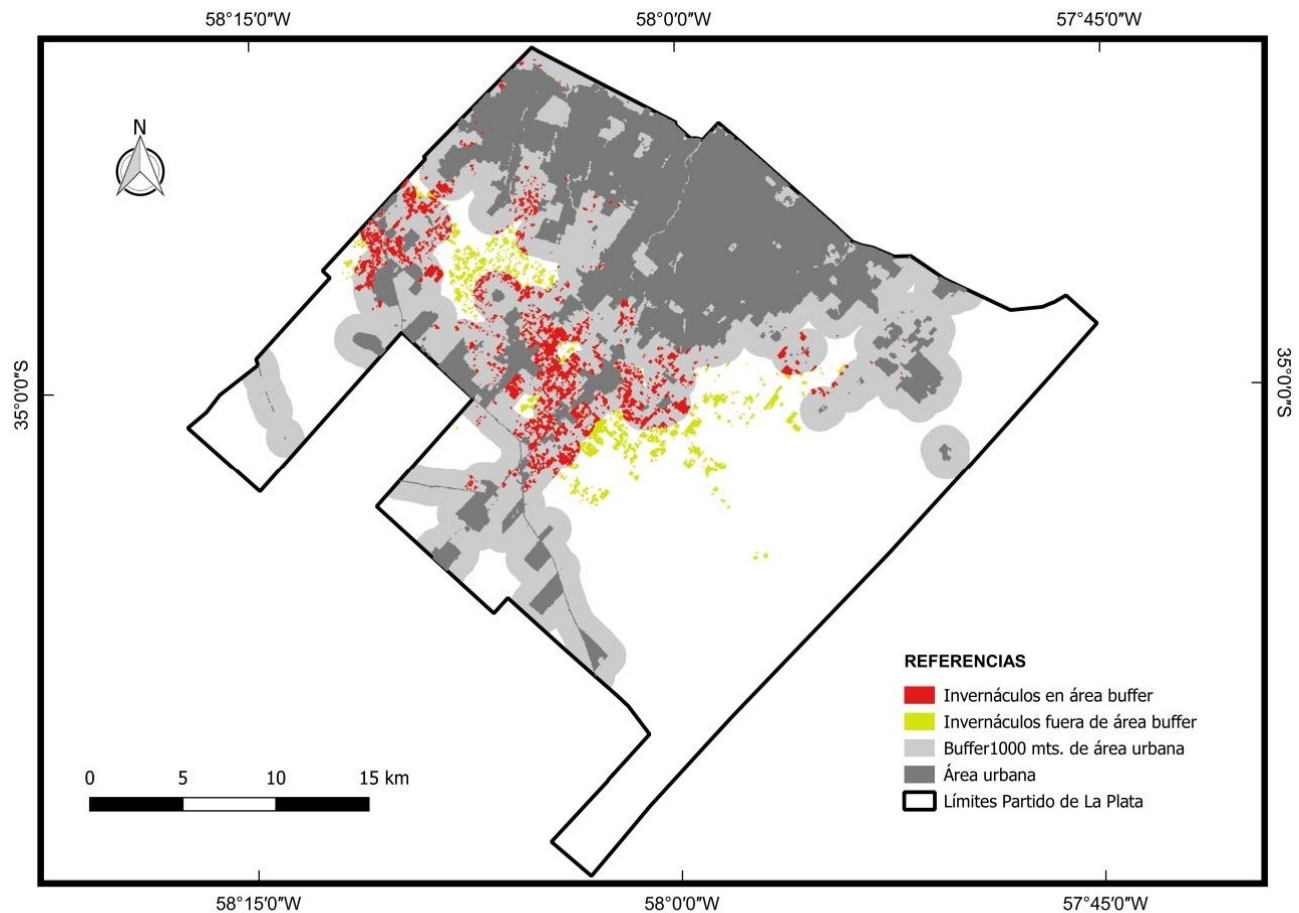 58°15'0"W 58°0'0"W 57°45'0"W
N
35°0'0"S 35°0'0"S
REFERENCIAS
Invernáculos en área buffer
Invernáculos fuera de área buffer
Buffer1000 mts. de área urbana
Área urbana
Límites Partido de La Plata
0 5 10 15 km
58°15'0"W 58°0'0"W 57°45'0"W